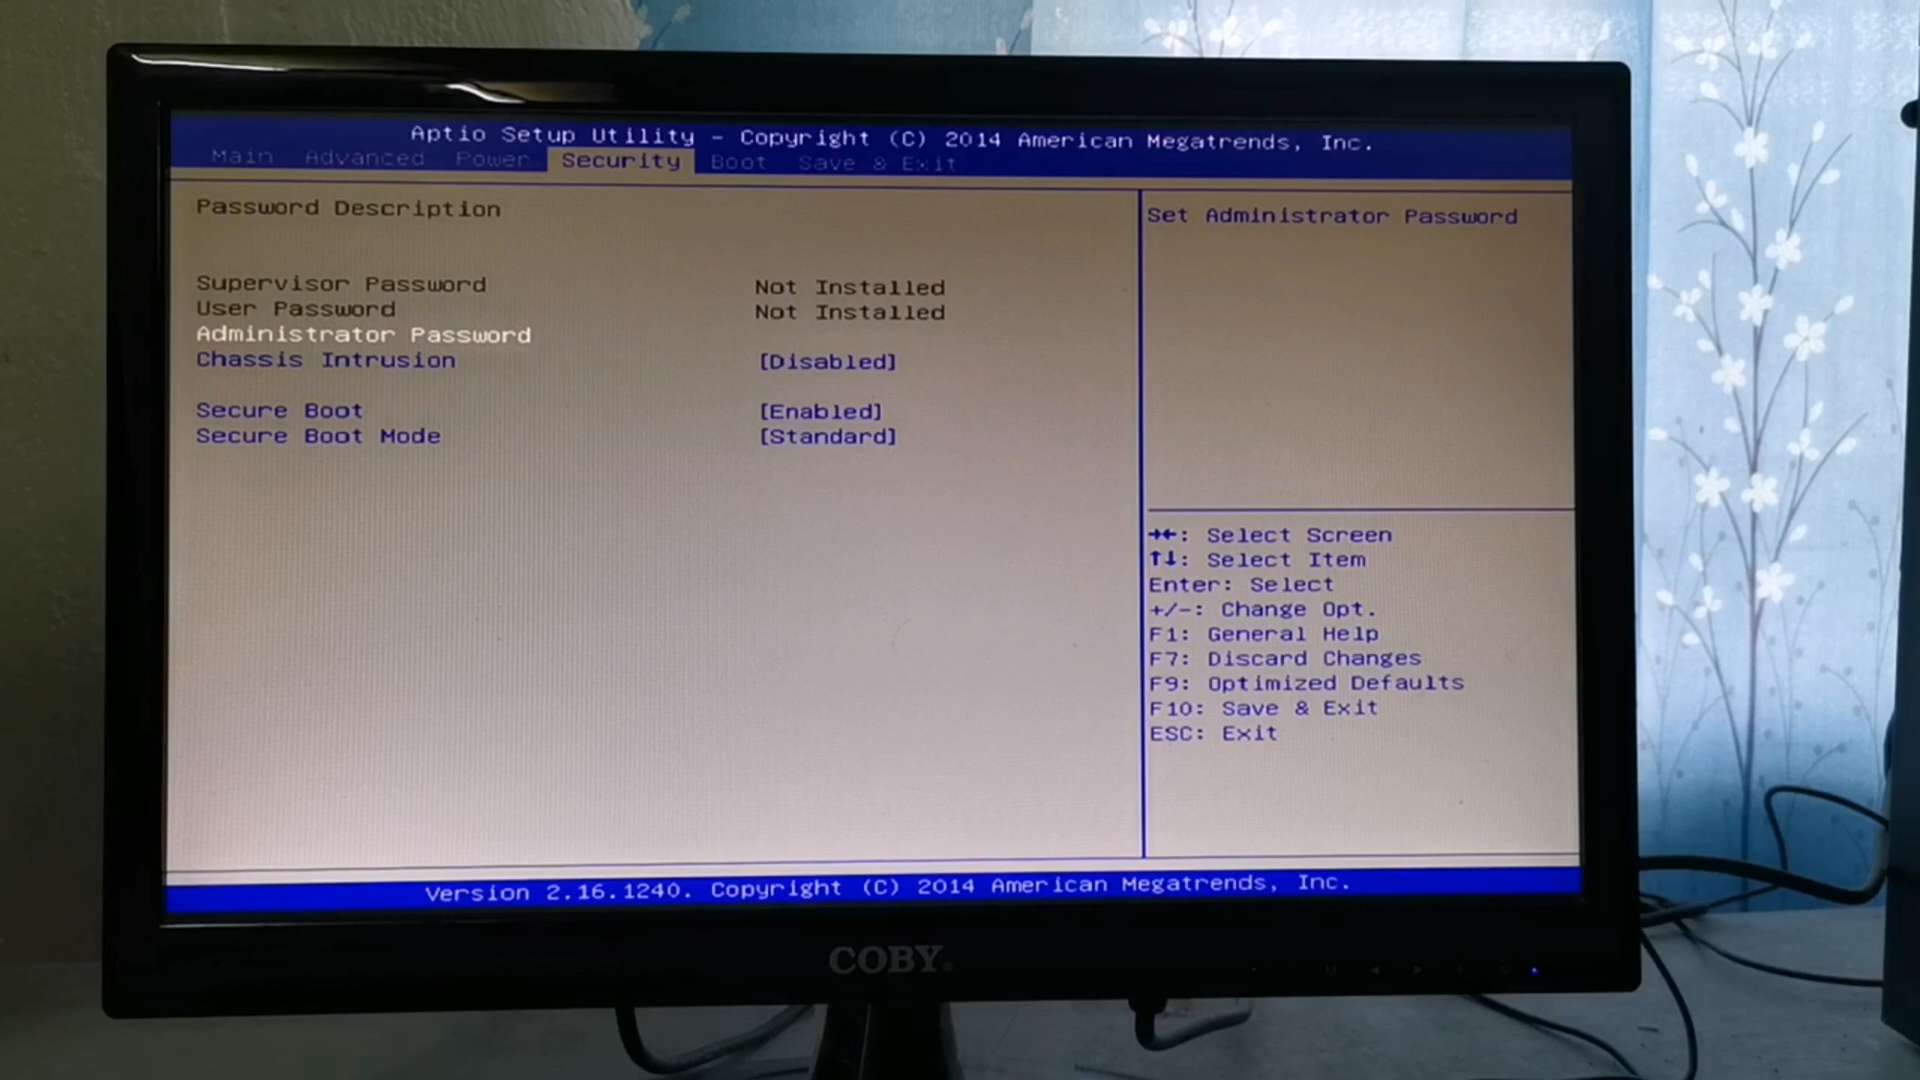 Aptio Setup Utility - Copyright (C) 2014 American Megatrends, Inc.
Main Advanced Power Security Boot Save & Exit
Password Description
Supervisor Password Not Installed
User Password Not Installed
Administrator Password
Chassis Intrusion [Disabled]
Secure Boot [Enabled]
Secure Boot Mode [Standard]
Set Administrator Password
→←: Select Screen
↑↓: Select Item
Enter: Select
+/-: Change Opt.
F1: General Help
F7: Discard Changes
F9: Optimized Defaults
F10: Save & Exit
ESC: Exit
Version 2.16.1240. Copyright (C) 2014 American Megatrends, Inc.
COBY